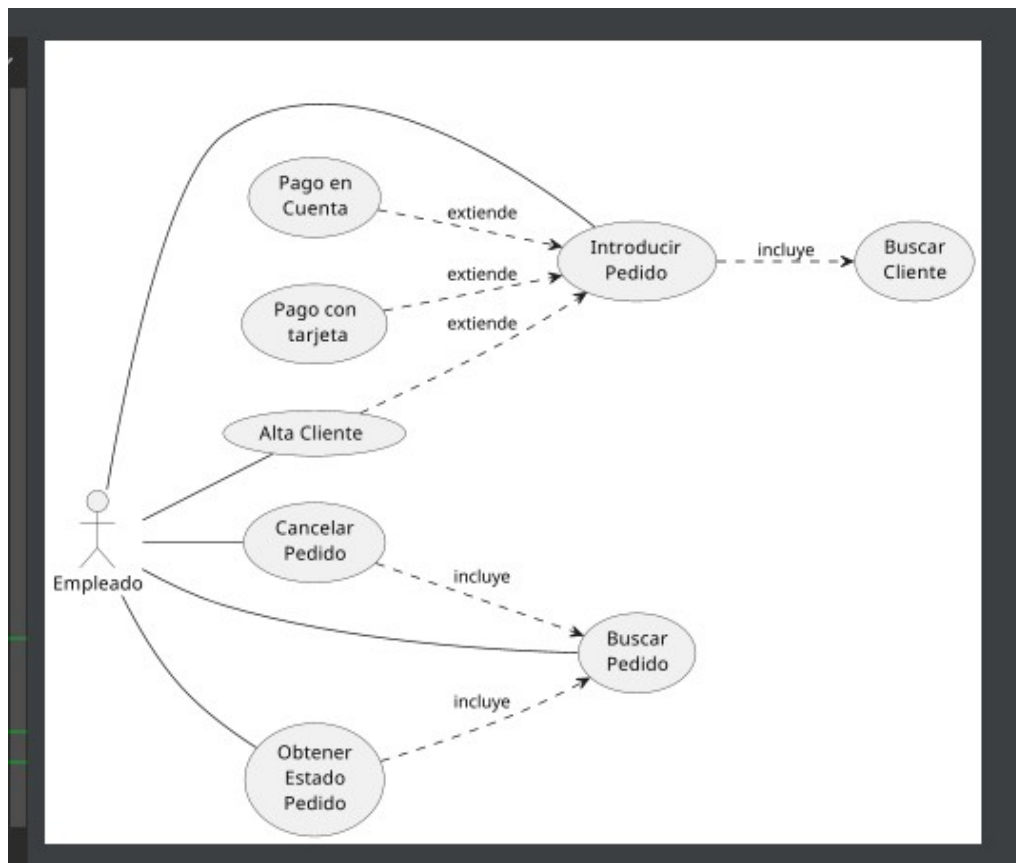 Pago en
Cuenta
extiende
Introducir
Pedido
incluye
Buscar
Cliente
extiende
Pago con
tarjeta
extiende
Alta Cliente
Cancelar
Pedido
Empleado
incluye
Buscar
Pedido
incluye
Obtener
Estado
Pedido